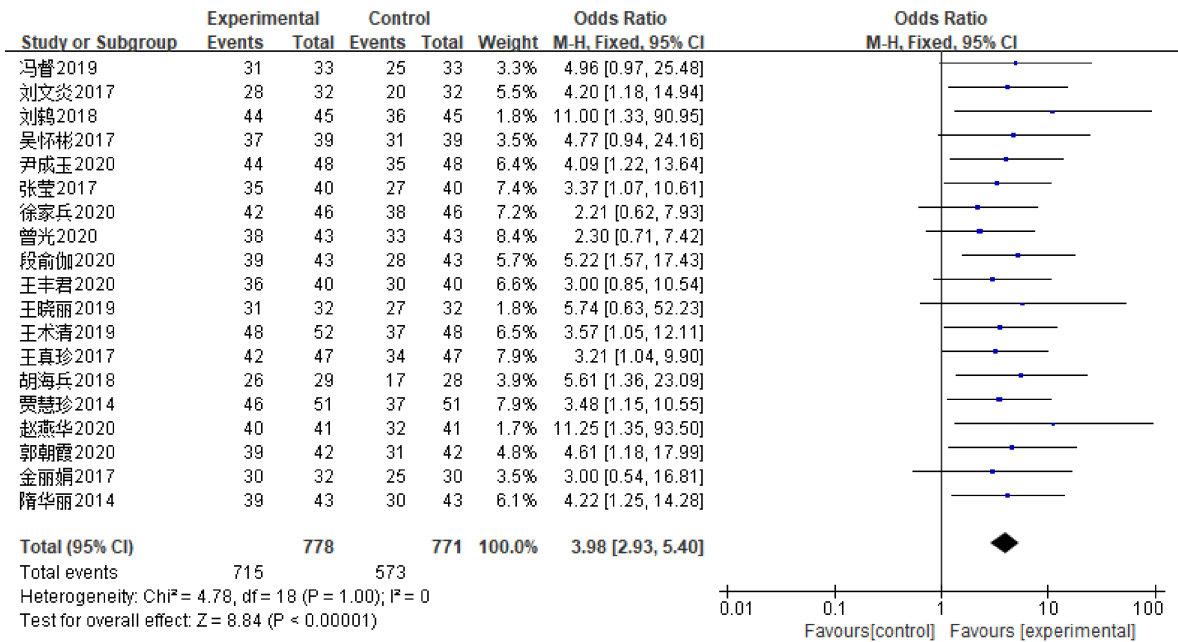 Experimental Control Odds Ratio Odds Ratio
Study or Subgroup Events Total Events Total Weight M-H, Fixed, 95% CI M-H, Fixed, 95% CI
冯督2019 31 33 25 33 3.3% 4.96 [0.97, 25.48]
刘文炎2017 28 32 20 32 5.5% 4.20 [1.18, 14.94]
刘鹤2018 44 45 36 45 1.8% 11.00 [1.33, 90.95]
吴怀彬2017 37 39 31 39 3.5% 4.77 [0.94, 24.16]
尹成玉2020 44 48 35 48 6.4% 4.09 [1.22, 13.64]
张莹2017 35 40 27 40 7.4% 3.37 [1.07, 10.61]
徐家兵2020 42 46 38 46 7.2% 2.21 [0.62, 7.93]
曾光2020 38 43 33 43 8.4% 2.30 [0.71, 7.42]
段俞伽2020 39 43 28 43 5.7% 5.22 [1.57, 17.43]
王丰君2020 36 40 30 40 6.6% 3.00 [0.85, 10.54]
王晓丽2019 31 32 27 32 1.8% 5.74 [0.63, 52.23]
王术清2019 48 52 37 48 6.5% 3.57 [1.05, 12.11]
王真珍2017 42 47 34 47 7.9% 3.21 [1.04, 9.90]
胡海兵2018 26 29 17 28 3.9% 5.61 [1.36, 23.09]
贾慧珍2014 46 51 37 51 7.9% 3.48 [1.15, 10.55]
赵燕华2020 40 41 32 41 1.7% 11.25 [1.35, 93.50]
郭朝霞2020 39 42 31 42 4.8% 4.61 [1.18, 17.99]
金丽娟2017 30 32 25 30 3.4% 3.00 [0.54, 16.81]
隋华丽2014 39 43 30 43 6.1% 4.22 [1.25, 14.28]
Total (95% CI) 778 771 100.0% 3.98 [2.93, 5.40]
Total events 715 573
Heterogeneity: Chi² = 4.78, df = 18 (P = 1.00); I² = 0
Test for overall effect: Z = 8.84 (P < 0.00001)
0.01 0.1 1 10 100
Favours[control] Favours [experimental]